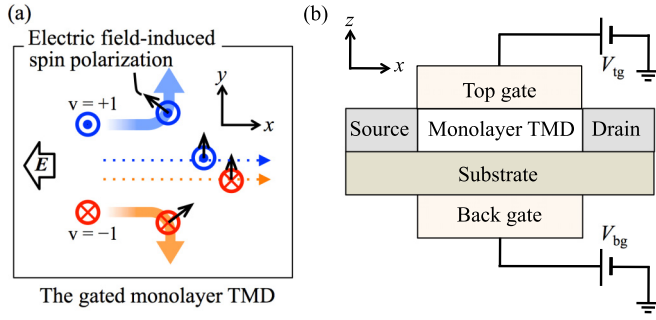 (a)
Electric field-induced
spin polarization
v = +1
y
x
E
v = −1
The gated monolayer TMD
(b)
z
x
V_tg
Top gate
Source
Monolayer TMD
Drain
Substrate
Back gate
V_bg